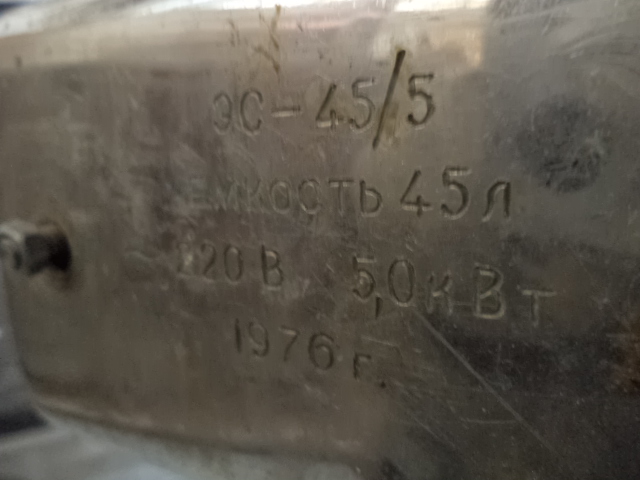 ЭС-45/5
ЕМКОСТЬ 45 л
~220 В 5,0 кВт
1976 г.